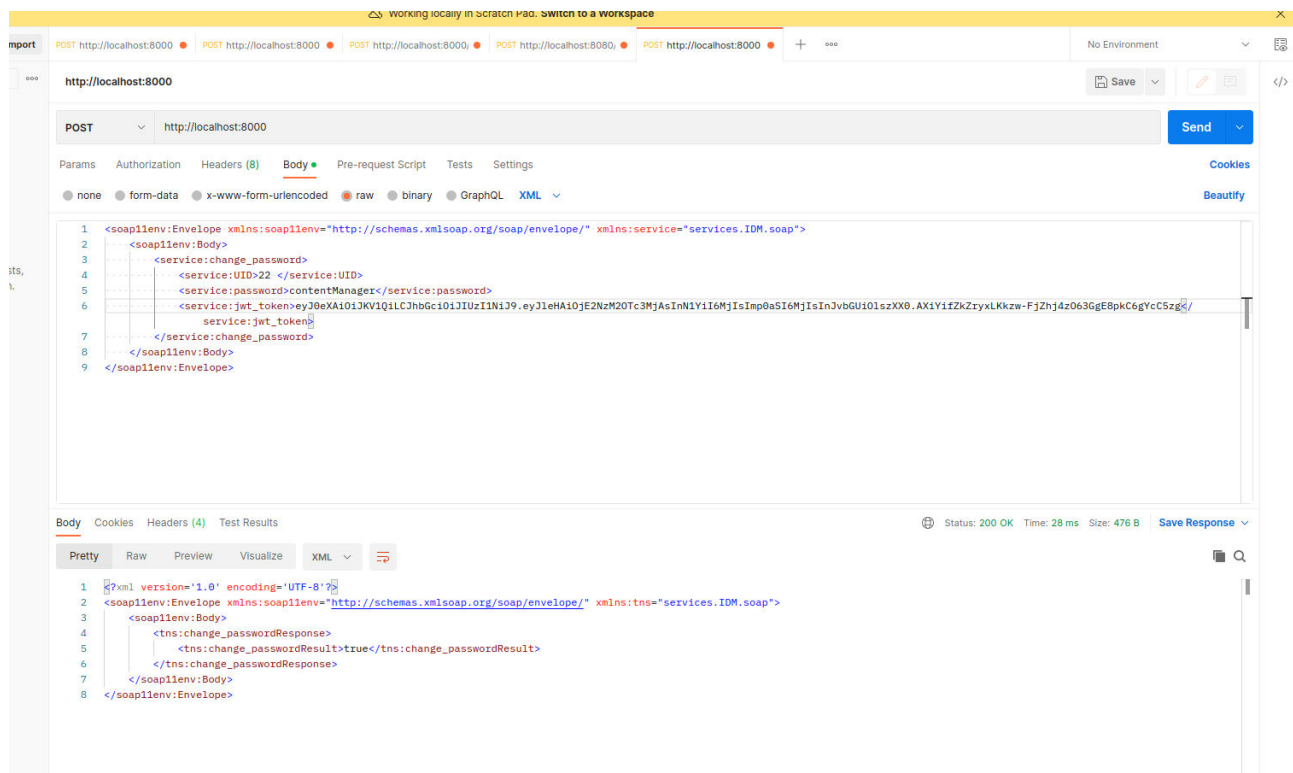 Working locally in Scratch Pad. Switch to a Workspace
mport POST http://localhost:8000 POST http://localhost:8000 POST http://localhost:8000/ POST http://localhost:8080/ POST http://localhost:8000 No Environment
http://localhost:8000 Save </>
POST http://localhost:8000 Send
Params Authorization Headers (8) Body Pre-request Script Tests Settings Cookies
none form-data x-www-form-urlencoded raw binary GraphQL XML Beautify
1 <soap11env:Envelope xmlns:soap11env="http://schemas.xmlsoap.org/soap/envelope/" xmlns:service="services.IDM.soap">
2 <soap11env:Body>
3 <service:change_password>
sts,
4 <service:UID>22 </service:UID>
n.
5 <service:password>contentManager</service:password>
6 <service:jwt_token>eyJ0eXAiOiJKV1QiLCJhbGciOiJIUzI1NiJ9.eyJleHAiOjE2NzM2OTc3MjAsInN1YiI6MjIsImp0aSI6MjIsInJvbGUiOlszXX0.AXiYifZkZryxLKkzw-FjZhj4zO63GgE8pkC6gYcC5zg</
service:jwt_token>
7 </service:change_password>
8 </soap11env:Body>
9 </soap11env:Envelope>
Body Cookies Headers (4) Test Results Status: 200 OK Time: 28 ms Size: 476 B Save Response
Pretty Raw Preview Visualize XML
1 <?xml version='1.0' encoding='UTF-8'?>
2 <soap11env:Envelope xmlns:soap11env="http://schemas.xmlsoap.org/soap/envelope/" xmlns:tns="services.IDM.soap">
3 <soap11env:Body>
4 <tns:change_passwordResponse>
5 <tns:change_passwordResult>true</tns:change_passwordResult>
6 </tns:change_passwordResponse>
7 </soap11env:Body>
8 </soap11env:Envelope>